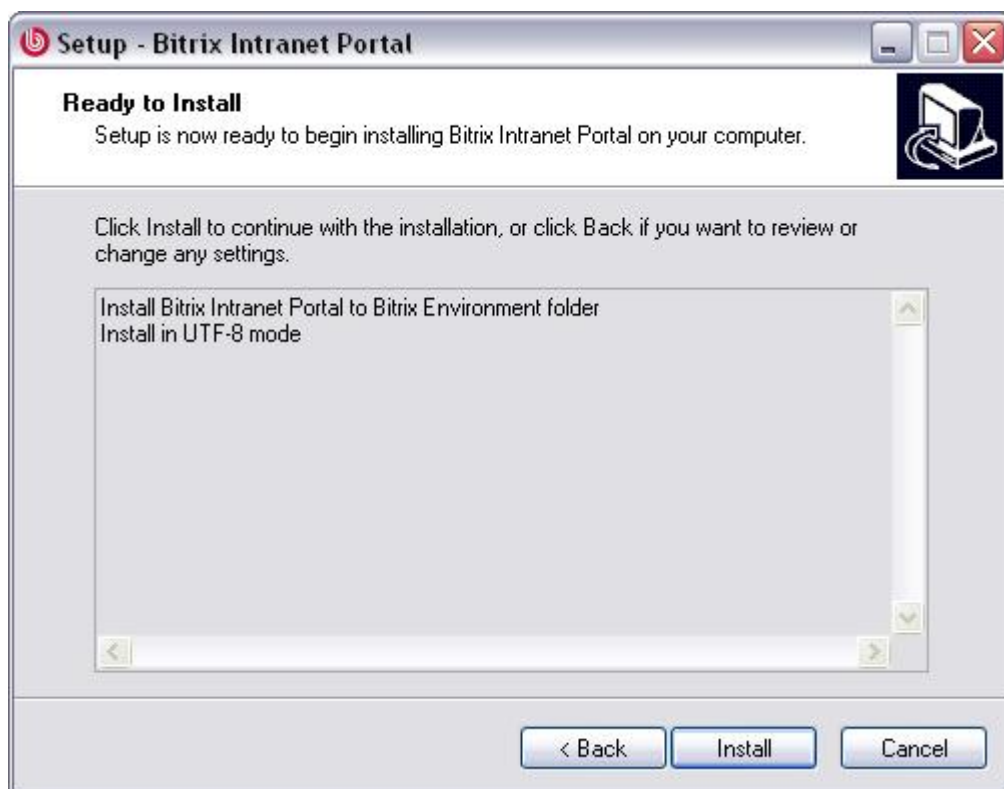 Setup - Bitrix Intranet Portal
Ready to Install
Setup is now ready to begin installing Bitrix Intranet Portal on your computer.
Click Install to continue with the installation, or click Back if you want to review or
change any settings.
Install Bitrix Intranet Portal to Bitrix Environment folder
Install in UTF-8 mode
< Back Install Cancel